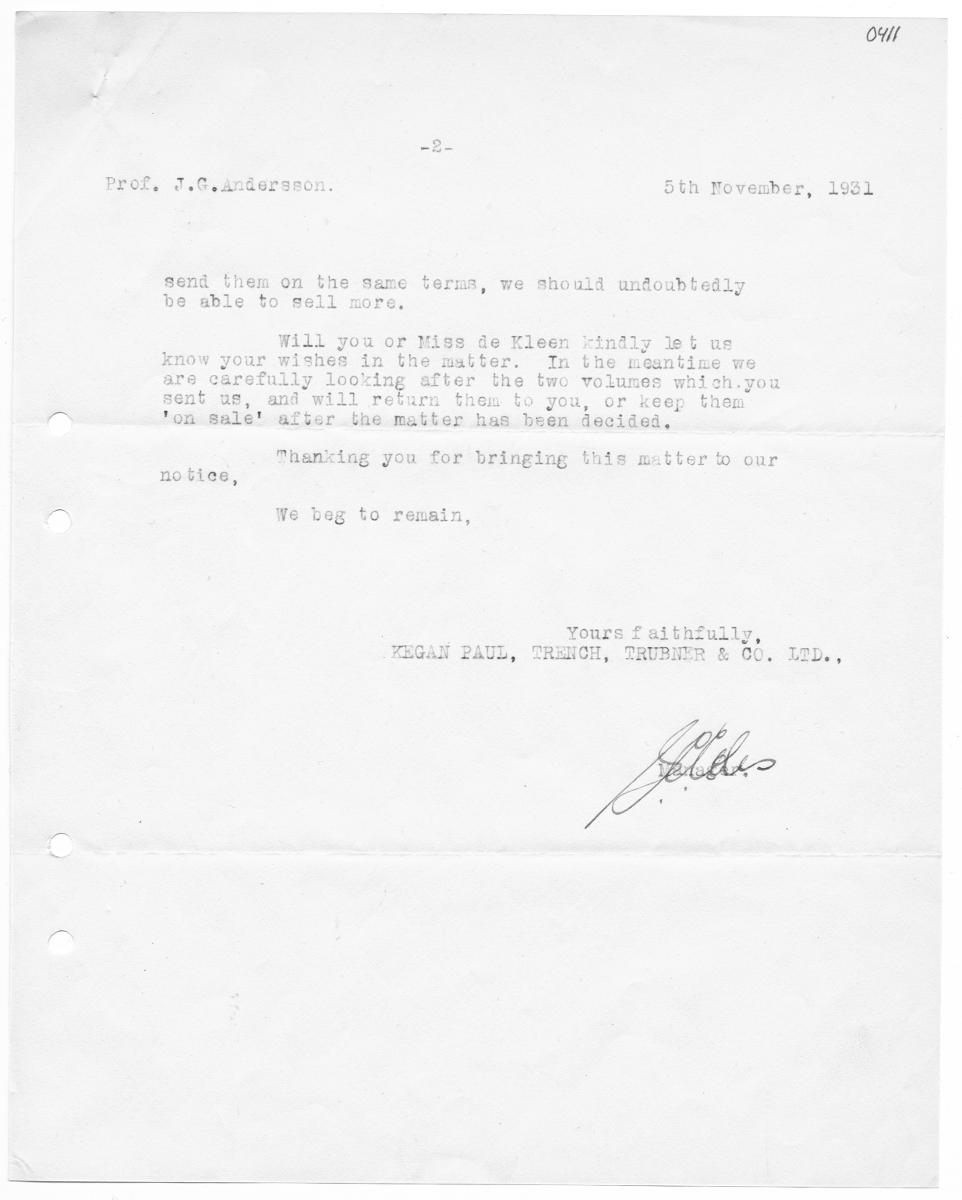 0411
-2-
Prof. J.G.Andersson. 5th November, 1931
send them on the same terms, we should undoubtedly
be able to sell more.
Will you or Miss de Kleen kindly let us
know your wishes in the matter. In the meantime we
are carefully looking after the two volumes which.you
sent us, and will return them to you, or keep them
'on sale' after the matter has been decided.
Thanking you for bringing this matter to our
notice,
We beg to remain,
Yours faithfully,
KEGAN PAUL, TRENCH, TRUBNER & CO. LTD.,
Manager.